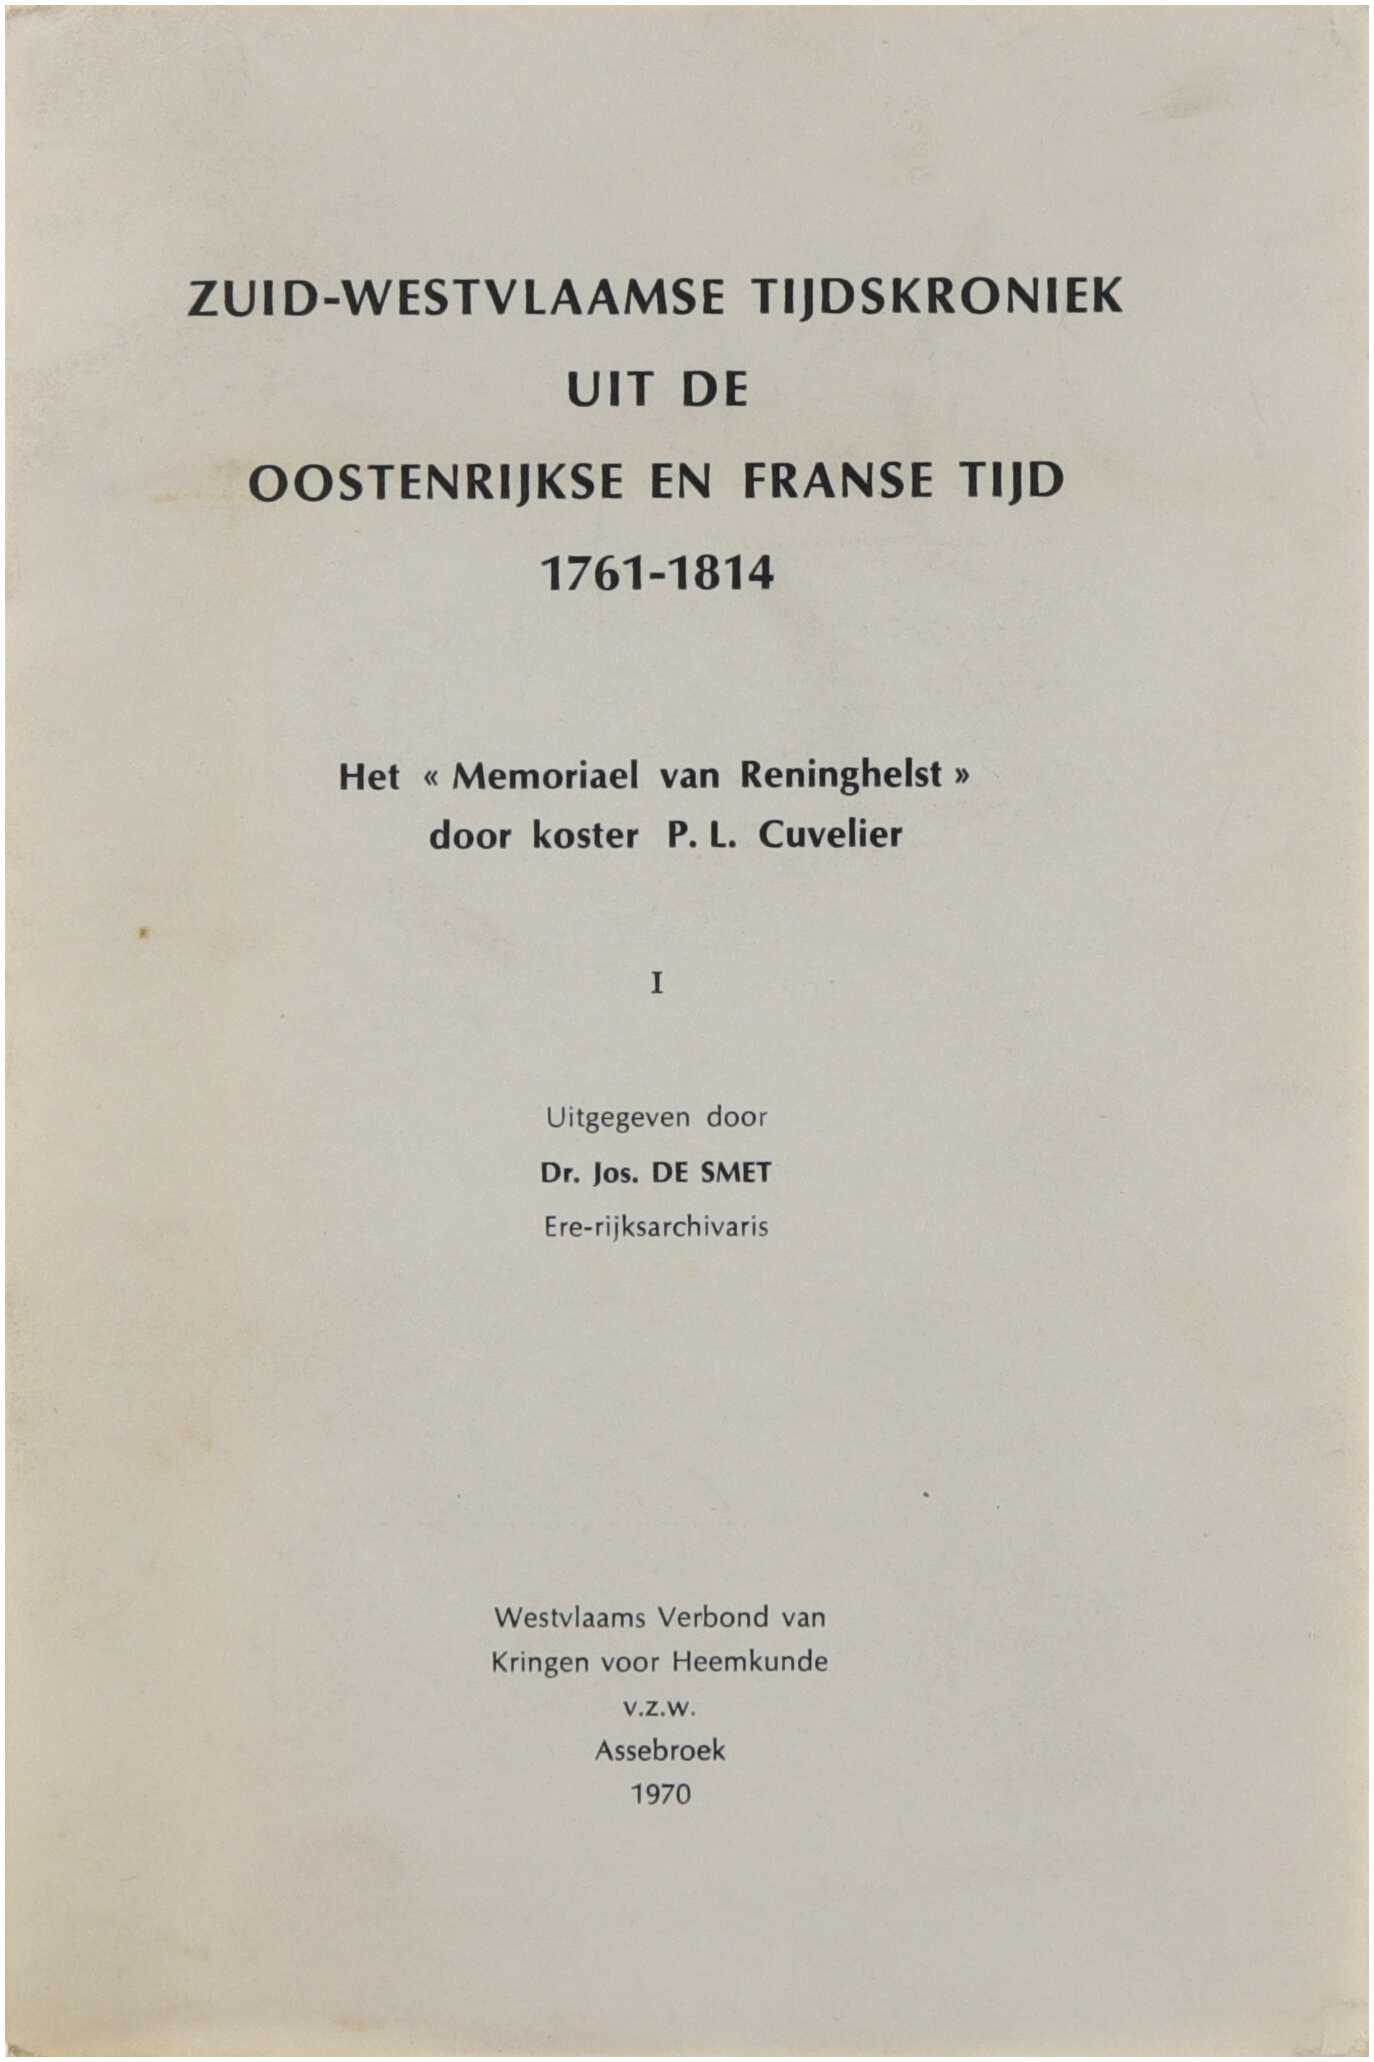 ZUID-WESTVLAAMSE TIJDSKRONIEK
UIT DE
OOSTENRIJKSE EN FRANSE TIJD
1761-1814
Het « Memoriael van Reninghelst »
door koster P. L. Cuvelier
I
Uitgegeven door
Dr. Jos. DE SMET
Ere-rijksarchivaris
Westvlaams Verbond van
Kringen voor Heemkunde
v.z.w.
Assebroek
1970